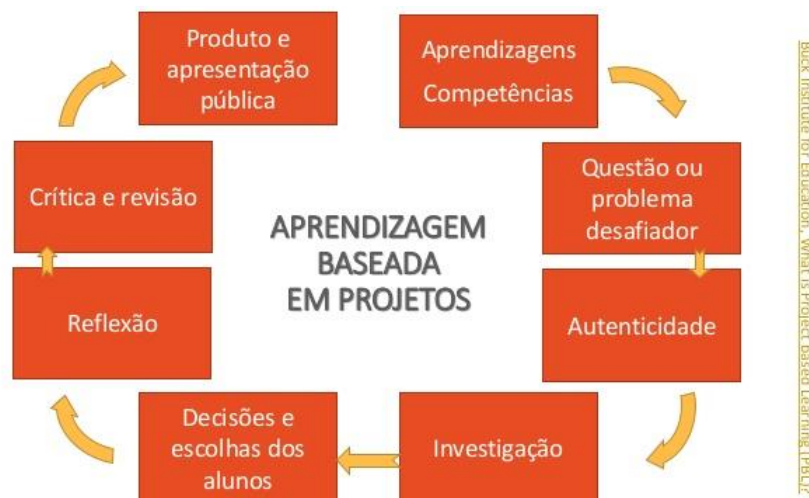 Produto e
apresentação
pública
Aprendizagens
Competências
Questão ou
problema
desafiador
Autenticidade
Investigação
Decisões e
escolhas dos
alunos
Reflexão
Crítica e revisão
APRENDIZAGEM
BASEADA
EM PROJETOS
Buck Institute for Education, What is Project Based Learning (PBL)?